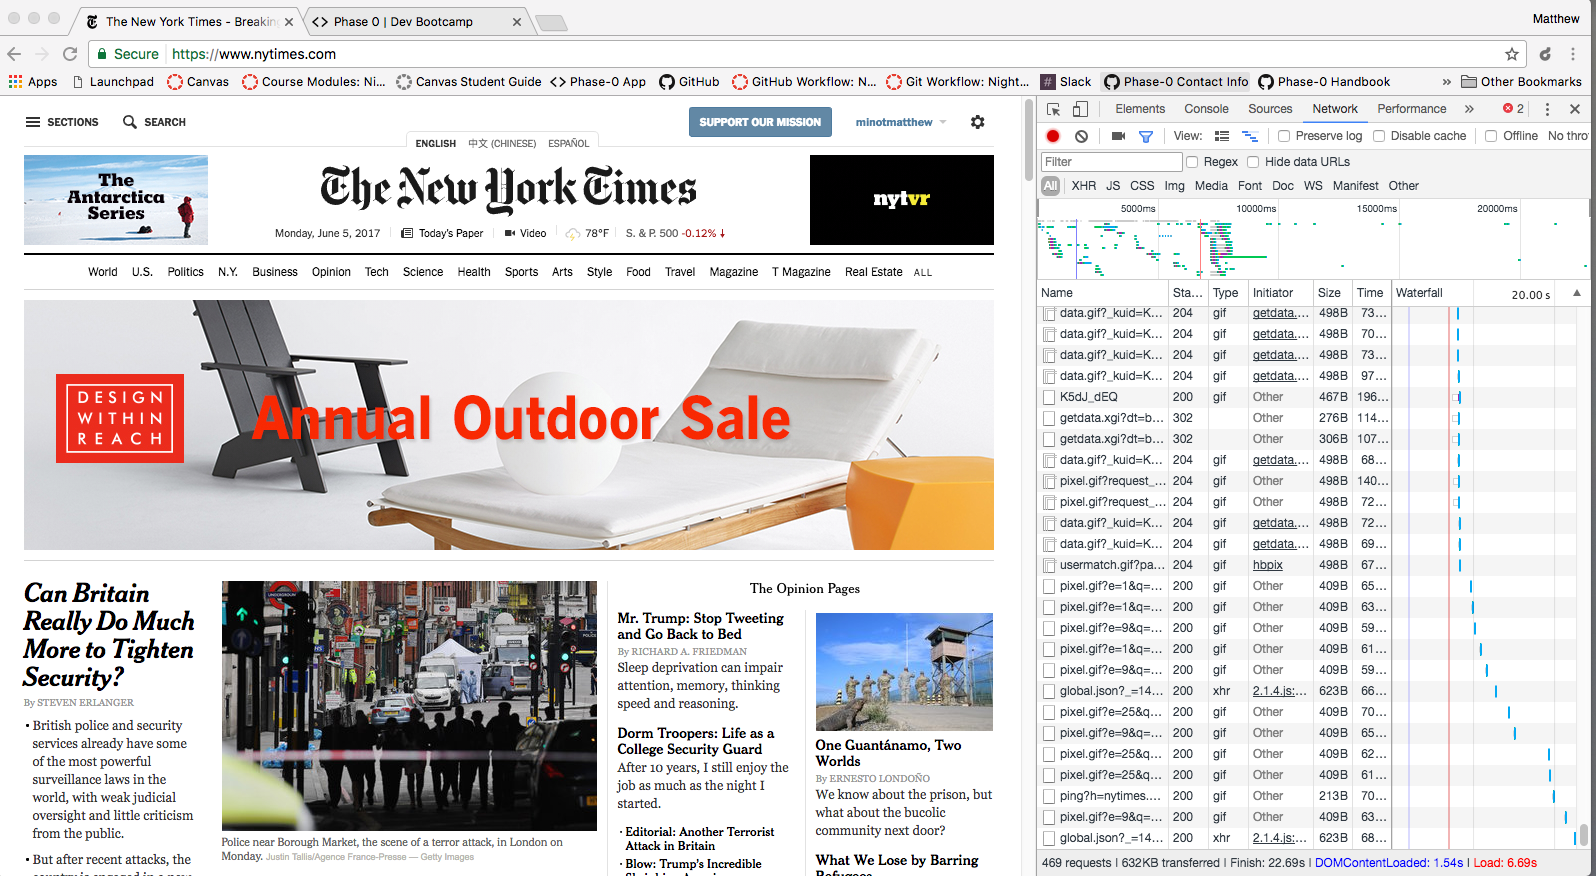 The New York Times - Breakin
Phase 0 | Dev Bootcamp
Matthew
Secure
https://www.nytimes.com
Apps
Launchpad
Canvas
Course Modules: Ni...
Canvas Student Guide
Phase-0 App
GitHub
GitHub Workflow: N...
Git Workflow: Night...
Slack
Phase-0 Contact Info
Phase-0 Handbook
»
Other Bookmarks
SECTIONS
SEARCH
SUPPORT OUR MISSION
minotmatthew
ENGLISH
中文 (CHINESE)
ESPAÑOL
The
Antarctica
Series
The New York Times
nytvr
Monday, June 5, 2017
Today's Paper
Video
78°F
S. & P. 500 -0.12% ↓
World U.S. Politics N.Y. Business Opinion Tech Science Health Sports Arts Style Food Travel Magazine T Magazine Real Estate ALL
DESIGN
WITHIN
REACH
Annual Outdoor Sale
Can Britain
Really Do Much
More to Tighten
Security?
By STEVEN ERLANGER
• British police and security
services already have some
of the most powerful
surveillance laws in the
world, with weak judicial
oversight and little criticism
from the public.
• But after recent attacks, the
UNDERGROUND
POLICE
Police near Borough Market, the scene of a terror attack, in London on
Monday. Justin Tallis/Agence France-Presse — Getty Images
The Opinion Pages
Mr. Trump: Stop Tweeting
and Go Back to Bed
By RICHARD A. FRIEDMAN
Sleep deprivation can impair
attention, memory, thinking
speed and reasoning.
Dorm Troopers: Life as a
College Security Guard
After 10 years, I still enjoy the
job as much as the night I
started.
· Editorial: Another Terrorist
Attack in Britain
· Blow: Trump's Incredible
One Guantánamo, Two
Worlds
By ERNESTO LONDOÑO
We know about the prison, but
what about the bucolic
community next door?
What We Lose by Barring
Refugees
Elements Console Sources Network Performance » 2
View: Preserve log Disable cache Offline No thro
Filter Regex Hide data URLs
All XHR JS CSS Img Media Font Doc WS Manifest Other
5000ms 10000ms 15000ms 20000ms
Name Sta... Type Initiator Size Time Waterfall 20.00 s
data.gif?_kuid=K... 204 gif getdata.... 498B 73...
data.gif?_kuid=K... 204 gif getdata.... 498B 70...
data.gif?_kuid=K... 204 gif getdata.... 498B 73...
data.gif?_kuid=K... 204 gif getdata.... 498B 97...
K5dJ_dEQ 200 gif Other 467B 196...
getdata.xgi?dt=b... 302 Other 276B 114...
getdata.xgi?dt=b... 302 Other 306B 107...
data.gif?_kuid=K... 204 gif getdata.... 498B 68...
pixel.gif?request_... 204 gif Other 498B 140...
pixel.gif?request_... 204 gif Other 498B 72...
data.gif?_kuid=K... 204 gif getdata.... 498B 72...
data.gif?_kuid=K... 204 gif getdata.... 498B 69...
usermatch.gif?pa... 204 gif hbpix 498B 67...
pixel.gif?e=1&q=... 200 gif Other 409B 65...
pixel.gif?e=1&q=... 200 gif Other 409B 63...
pixel.gif?e=9&q=... 200 gif Other 409B 59...
pixel.gif?e=1&q=... 200 gif Other 409B 61...
pixel.gif?e=9&q=... 200 gif Other 409B 59...
global.json?_=14... 200 xhr 2.1.4.js:... 623B 66...
pixel.gif?e=25&q... 200 gif Other 409B 70...
pixel.gif?e=9&q=... 200 gif Other 409B 65...
pixel.gif?e=25&q... 200 gif Other 409B 62...
pixel.gif?e=25&q... 200 gif Other 409B 61...
ping?h=nytimes.... 200 gif Other 213B 70...
pixel.gif?e=9&q=... 200 gif Other 409B 63...
global.json?_=14... 200 xhr 2.1.4.js:... 623B 68...
469 requests | 632KB transferred | Finish: 22.69s | DOMContentLoaded: 1.54s | Load: 6.69s